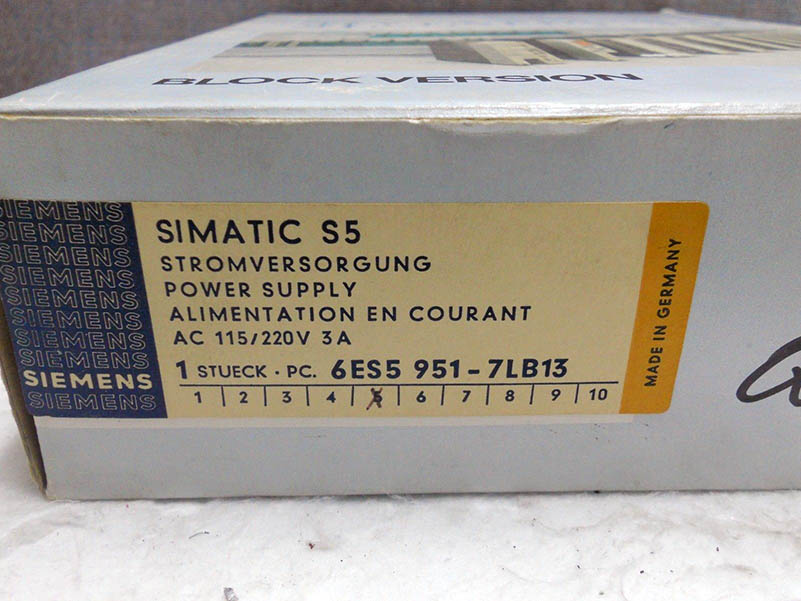 BLOCK VERSION
SIEMENS
SIEMENS
SIEMENS
SIEMENS
SIEMENS
SIEMENS
SIEMENS
SIEMENS
SIEMENS
SIMATIC S5
STROMVERSORGUNG
POWER SUPPLY
ALIMENTATION EN COURANT
AC 115/220V 3A
1 STUECK · PC. 6ES5 951-7LB13
1 | 2 | 3 | 4 | 5 | 6 | 7 | 8 | 9 | 10
MADE IN GERMANY